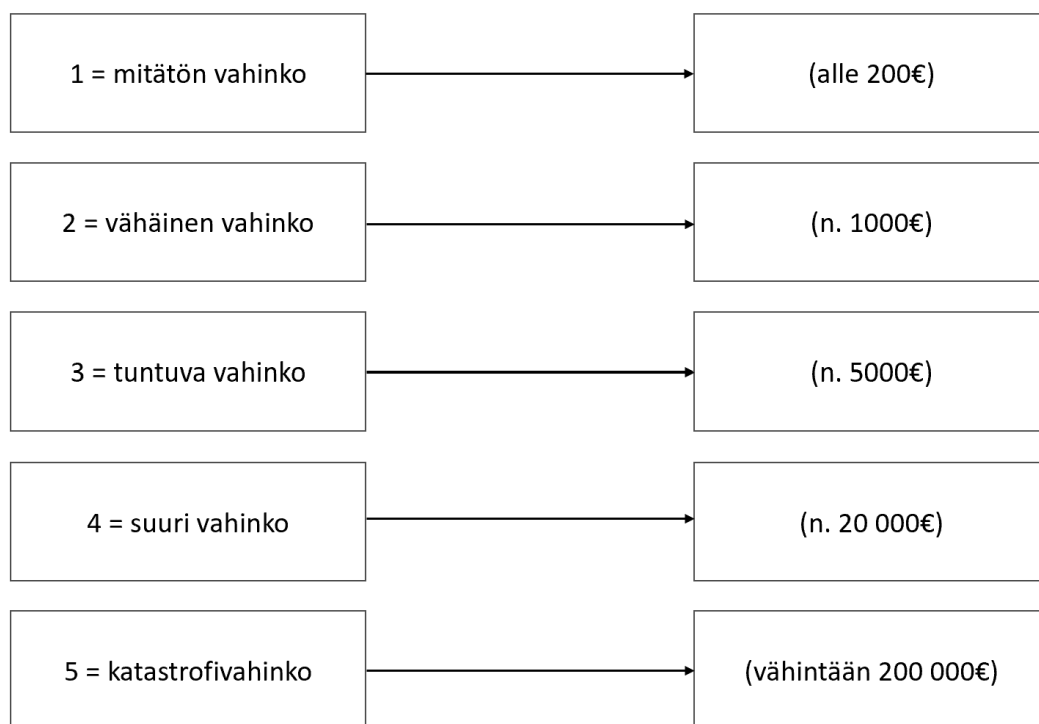 1 = mitätön vahinko
(alle 200€)
2 = vähäinen vahinko
(n. 1000€)
3 = tuntuva vahinko
(n. 5000€)
4 = suuri vahinko
(n. 20 000€)
5 = katastrofivahinko
(vähintään 200 000€)